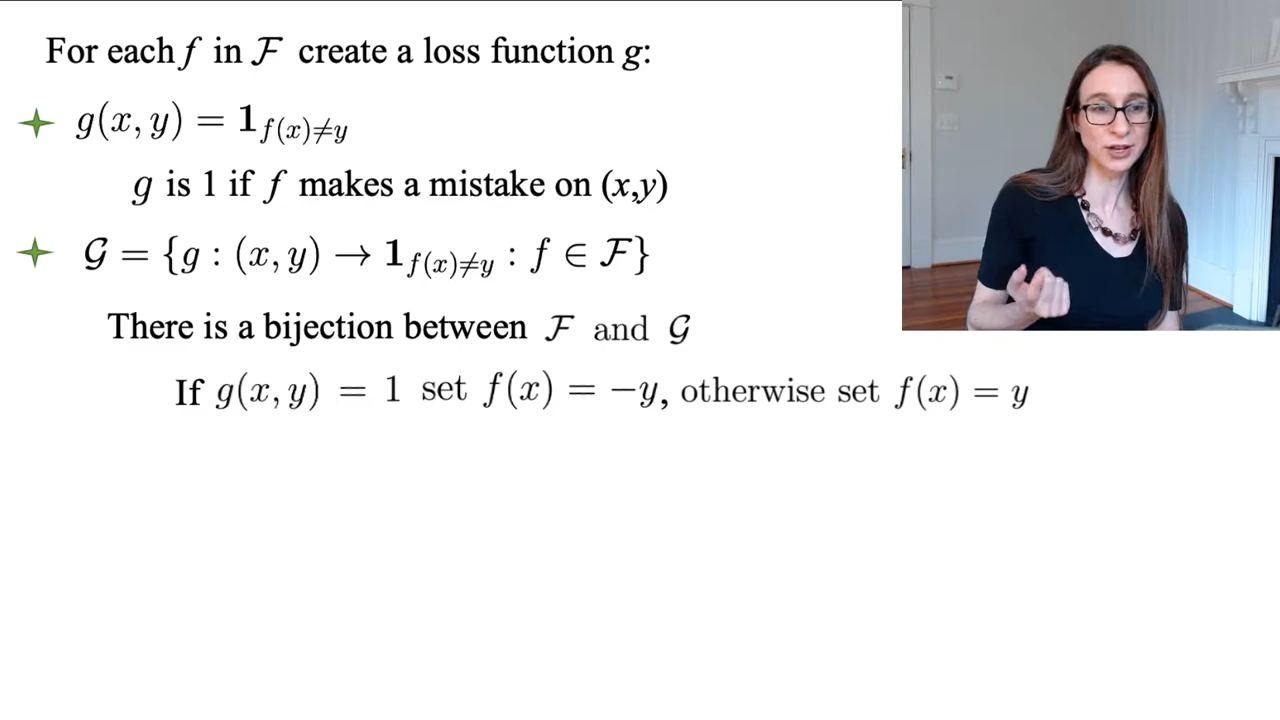 For each f in ℱ create a loss function g:
g(x, y) = 𝟏_{f(x)≠y}
g is 1 if f makes a mistake on (x,y)
𝒢 = {g : (x, y) → 𝟏_{f(x)≠y} : f ∈ ℱ}
There is a bijection between ℱ and 𝒢
If g(x, y) = 1 set f(x) = −y, otherwise set f(x) = y